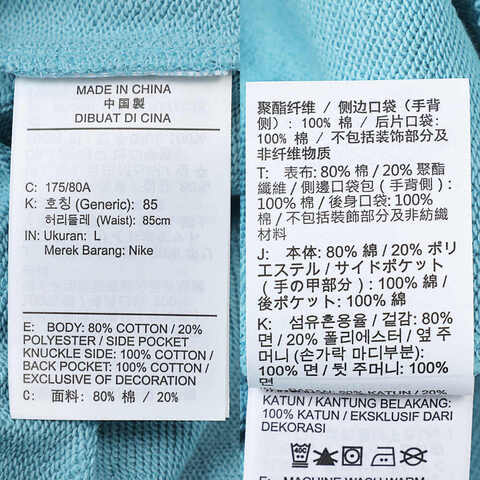 MADE IN CHINA
中国製
DIBUAT DI CINA
C: 175/80A
K: 호칭 (Generic): 85
허리둘레 (Waist): 85cm
IN: Ukuran: L
Merek Barang: Nike
E: BODY: 80% COTTON / 20%
POLYESTER / SIDE POCKET
KNUCKLE SIDE: 100% COTTON /
BACK POCKET: 100% COTTON /
EXCLUSIVE OF DECORATION
C: 面料: 80% 棉 / 20%
聚酯纤维 / 侧边口袋 (手背
侧) : 100% 棉 / 后片口袋:
100% 棉 / 不包括装饰部分及
非纤维物质
T: 表布: 80% 棉 / 20% 聚酯
纖維 / 側邊口袋包 (手背側) :
100% 棉 / 後身口袋: 100%
棉 / 不包括裝飾部分及非紡織
材料
J: 本体: 80% 綿 / 20% ポリ
エステル / サイドポケット
(手の甲部分) : 100% 綿 /
後ポケット: 100% 綿
K: 섬유혼용율 / 겉감: 80%
면 / 20% 폴리에스터 / 옆 주
머니 (손가락 마디부분):
100% 면 / 뒷 주머니: 100%
면
KATUN / KANTUNG BELAKANG:
100% KATUN / EKSKLUSIF DARI
DEKORASI
40C
E: MACHINE WASH WARM